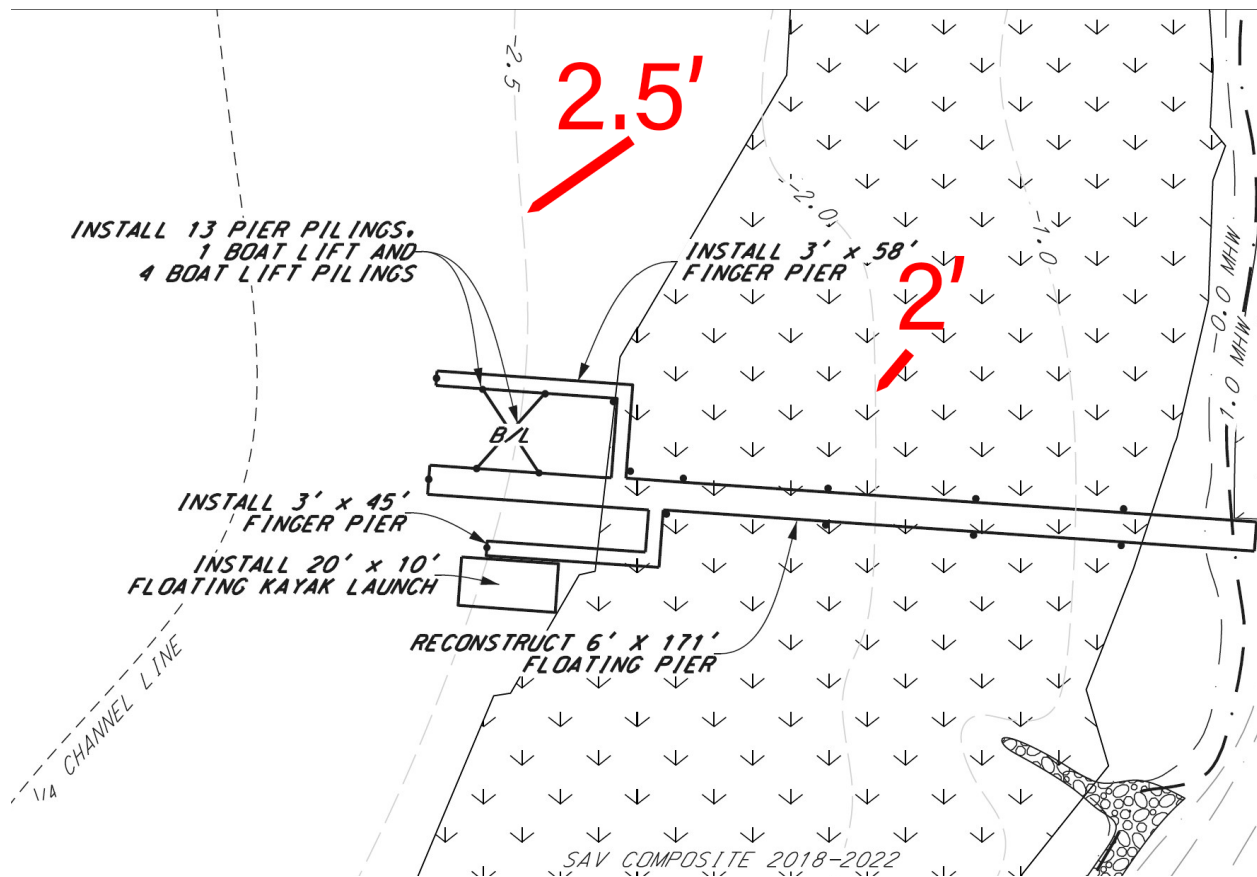 -2.5
2.5'
INSTALL 13 PIER PILINGS,
1 BOAT LIFT AND
4 BOAT LIFT PILINGS
-2.0
-1.0
INSTALL 3' x 58'
FINGER PIER
2'
-0.0 MHW
1.0 MHW
B/L
INSTALL 3' x 45'
FINGER PIER
INSTALL 20' x 10'
FLOATING KAYAK LAUNCH
RECONSTRUCT 6' X 171'
FLOATING PIER
1/4 CHANNEL LINE
SAV COMPOSITE 2018-2022